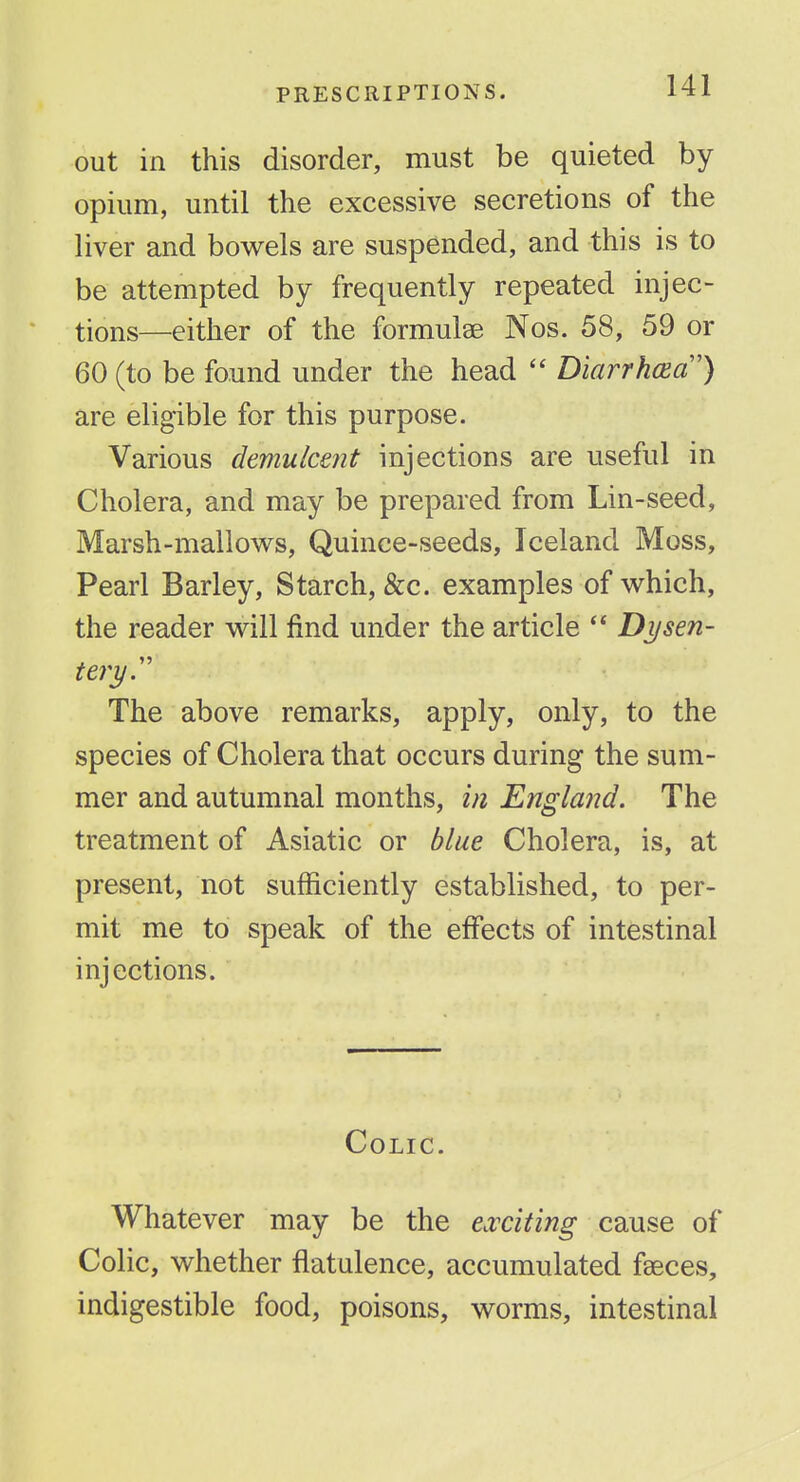 PRESCRIPTIONS. 141
out in this disorder, must be quieted by
opium, until the excessive secretions of the
liver and bowels are suspended, and this is to
be attempted by frequently repeated injec-
tions—either of the formulæ Nos. 58, 59 or
60 (to be found under the head “ Diarrhœa”)
are eligible for this purpose.
Various demulcent injections are useful in
Cholera, and may be prepared from Lin-seed,
Marsh-mallows, Quince-seeds, Iceland Moss,
Pearl Barley, Starch, &c. examples of which,
the reader will find under the article “ Dysen-
tery.”
The above remarks, apply, only, to the
species of Cholera that occurs during the sum-
mer and autumnal months, in England. The
treatment of Asiatic or blue Cholera, is, at
present, not sufficiently established, to per-
mit me to speak of the effects of intestinal
injections.
COLIC.
Whatever may be the exciting cause of
Colic, whether flatulence, accumulated fæces,
indigestible food, poisons, worms, intestinal